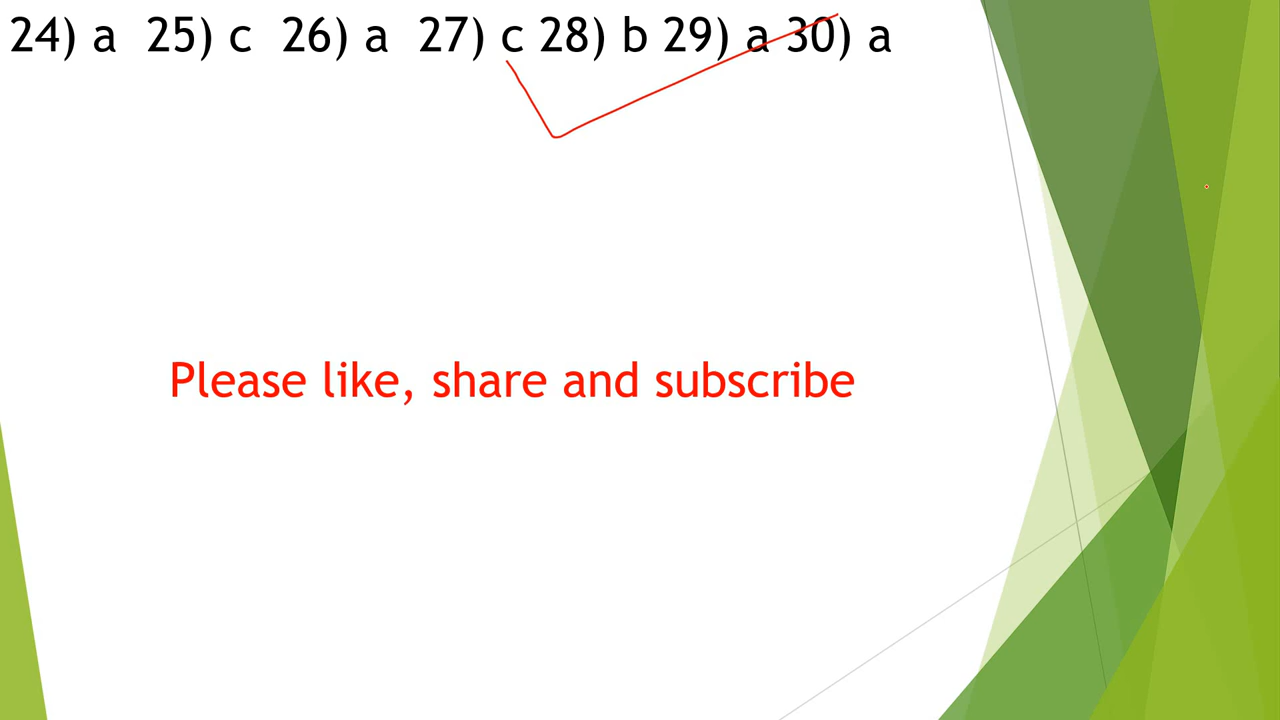 24) a 25) c 26) a 27) c 28) b 29) a 30) a
Please like, share and subscribe